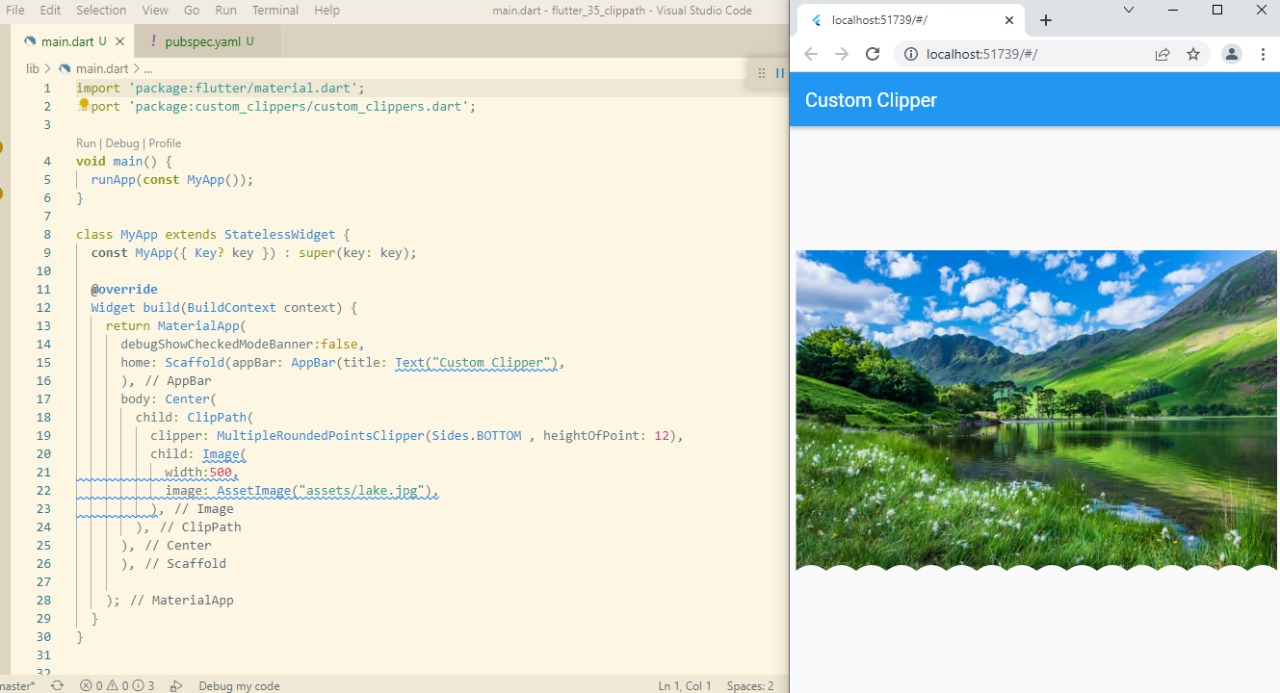 File Edit Selection View Go Run Terminal Help main.dart - flutter_35_clippath - Visual Studio Code
main.dart U pubspec.yaml U
lib > main.dart > ...
1 import 'package:flutter/material.dart';
2 port 'package:custom_clippers/custom_clippers.dart';
3
Run | Debug | Profile
4 void main() {
5 runApp(const MyApp());
6 }
7
8 class MyApp extends StatelessWidget {
9 const MyApp({ Key? key }) : super(key: key);
10
11 @override
12 Widget build(BuildContext context) {
13 return MaterialApp(
14 debugShowCheckedModeBanner:false,
15 home: Scaffold(appBar: AppBar(title: Text("Custom Clipper"),
16 ), // AppBar
17 body: Center(
18 child: ClipPath(
19 clipper: MultipleRoundedPointsClipper(Sides.BOTTOM , heightOfPoint: 12),
20 child: Image(
21 width:500,
22 image: AssetImage("assets/lake.jpg"),
23 ), // Image
24 ), // ClipPath
25 ), // Center
26 ), // Scaffold
27
28 ); // MaterialApp
29 }
30 }
31
32
master* 0 0 3 Debug my code Ln 1, Col 1 Spaces: 2
localhost:51739/#/
localhost:51739/#/
Custom Clipper